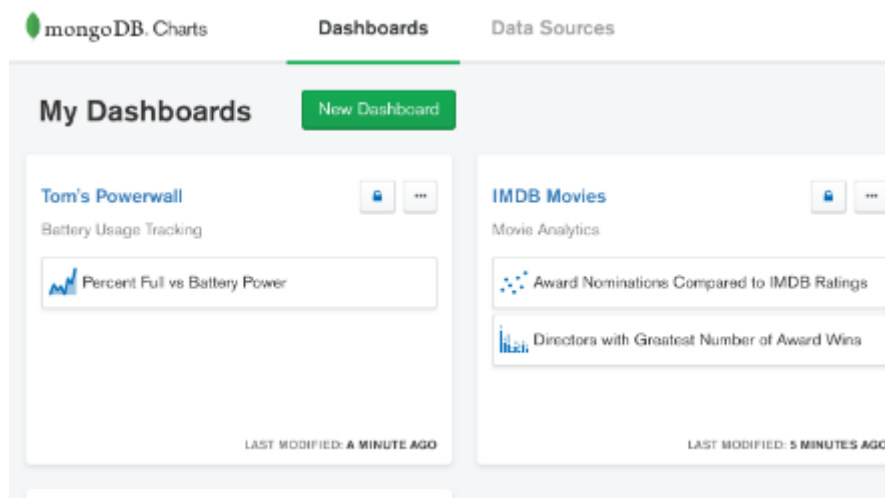 mongoDB. Charts
Dashboards
Data Sources
My Dashboards
New Dashboard
Tom's Powerwall
Battery Usage Tracking
Percent Full vs Battery Power
LAST MODIFIED: A MINUTE AGO
IMDB Movies
Movie Analytics
Award Nominations Compared to IMDB Ratings
Directors with Greatest Number of Award Wins
LAST MODIFIED: 5 MINUTES AGO